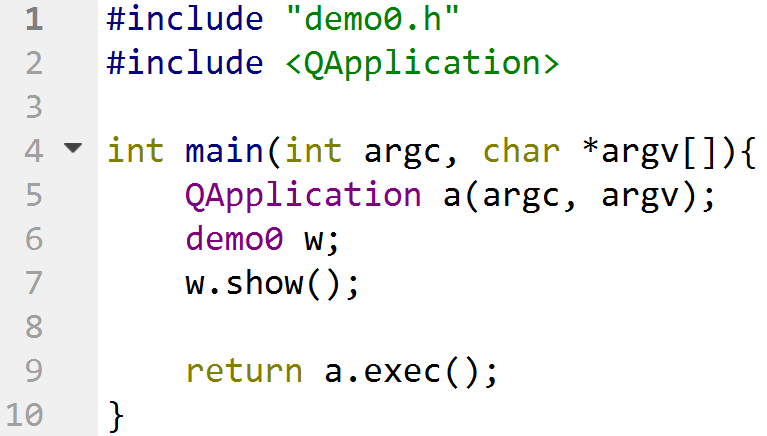 1 #include "demo0.h"
2 #include <QApplication>
3
4 int main(int argc, char *argv[]){
5     QApplication a(argc, argv);
6     demo0 w;
7     w.show();
8
9     return a.exec();
10 }